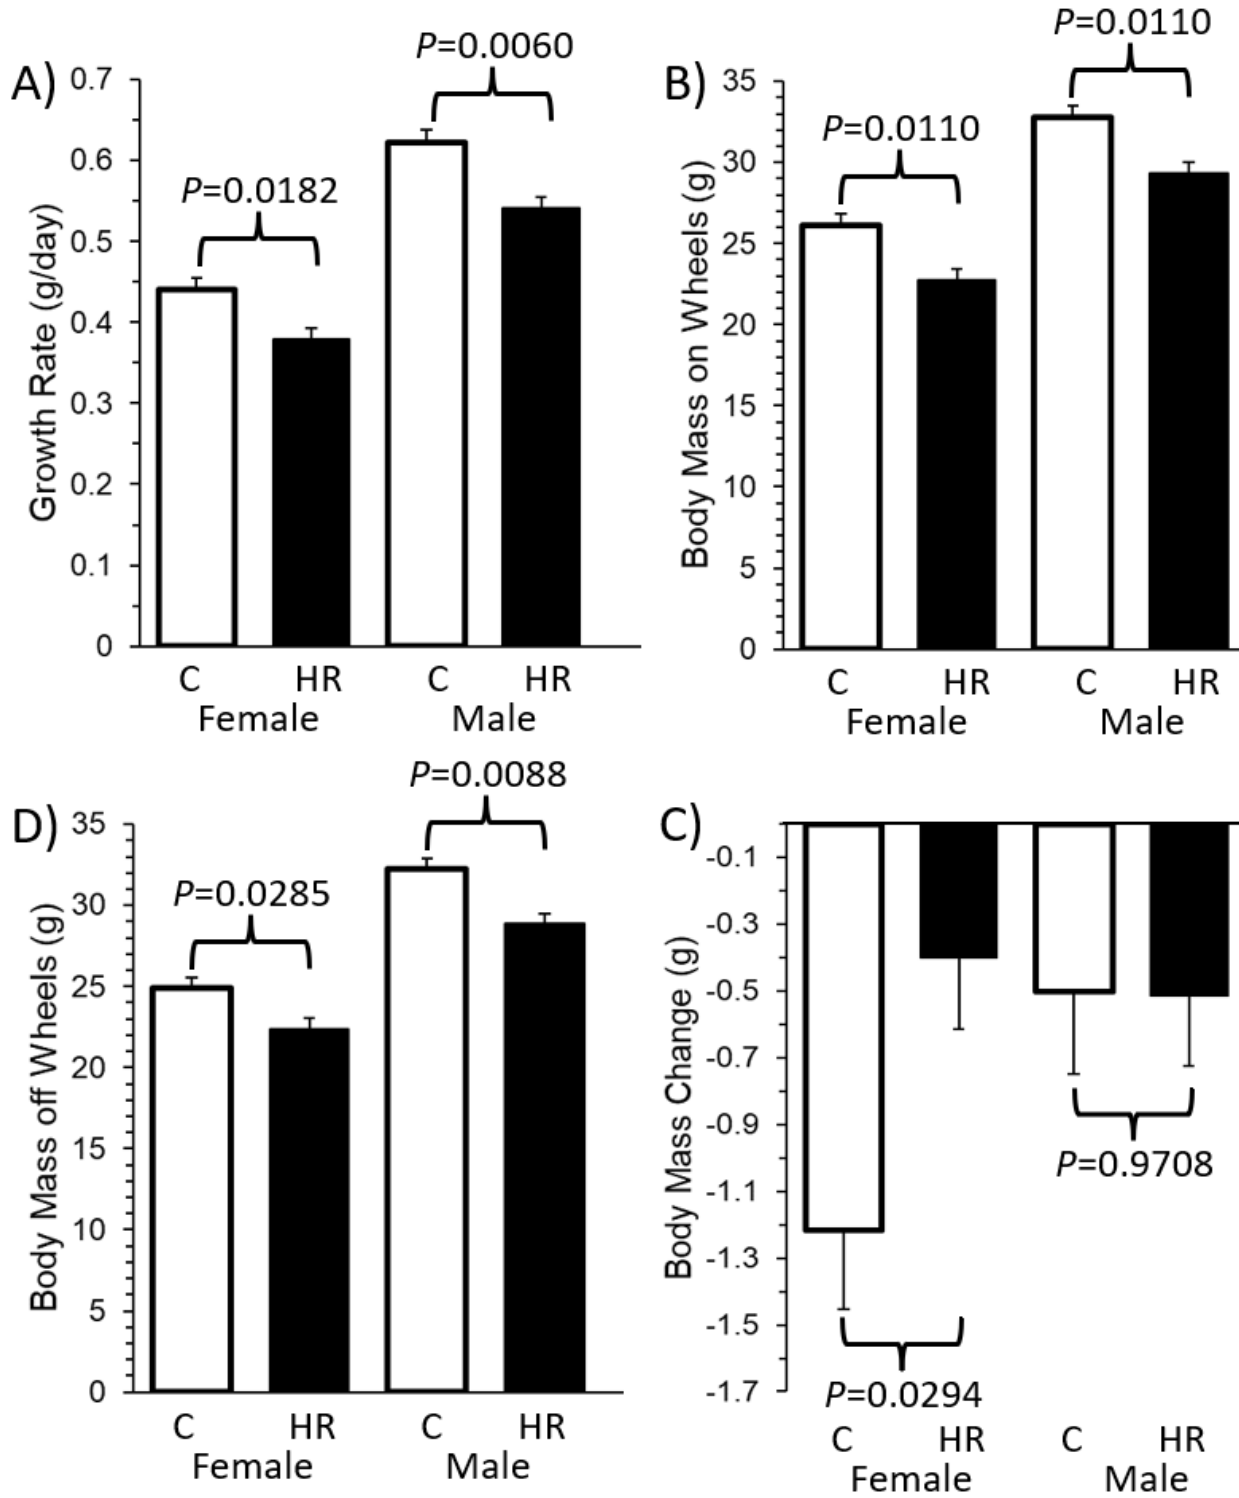 A)
P=0.0060
P=0.0182
Growth Rate (g/day)
0.7
0.6
0.5
0.4
0.3
0.2
0.1
0
C HR C HR
Female Male
B)
P=0.0110
P=0.0110
Body Mass on Wheels (g)
35
30
25
20
15
10
5
0
C HR C HR
Female Male
D)
P=0.0088
P=0.0285
Body Mass off Wheels (g)
35
30
25
20
15
10
5
0
C HR C HR
Female Male
C)
Body Mass Change (g)
-0.1
-0.3
-0.5
-0.7
-0.9
-1.1
-1.3
-1.5
-1.7
P=0.9708
P=0.0294
C HR C HR
Female Male